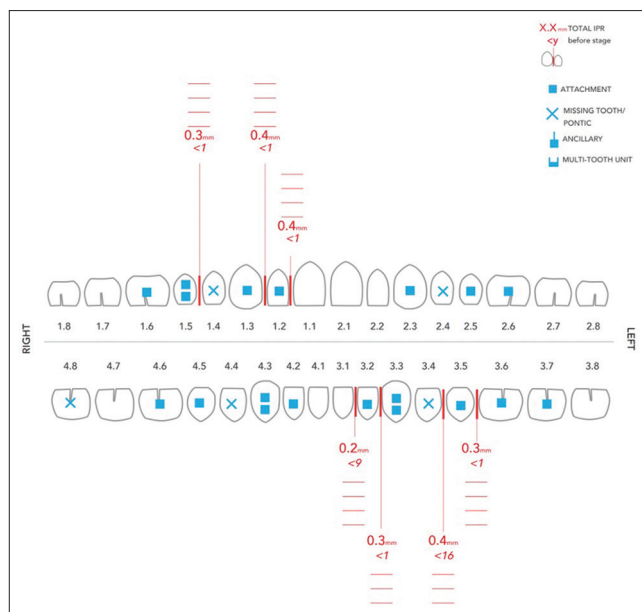 X.Xmm TOTAL IPR
<y before stage
ATTACHMENT
MISSING TOOTH/
PONTIC
ANCILLARY
MULTI-TOOTH UNIT
0.3mm
<1
0.4mm
<1
0.4mm
<1
RIGHT
1.8 1.7 1.6 1.5 1.4 1.3 1.2 1.1 2.1 2.2 2.3 2.4 2.5 2.6 2.7 2.8
LEFT
4.8 4.7 4.6 4.5 4.4 4.3 4.2 4.1 3.1 3.2 3.3 3.4 3.5 3.6 3.7 3.8
0.2mm
<9
0.3mm
<1
0.3mm
<1
0.4mm
<16